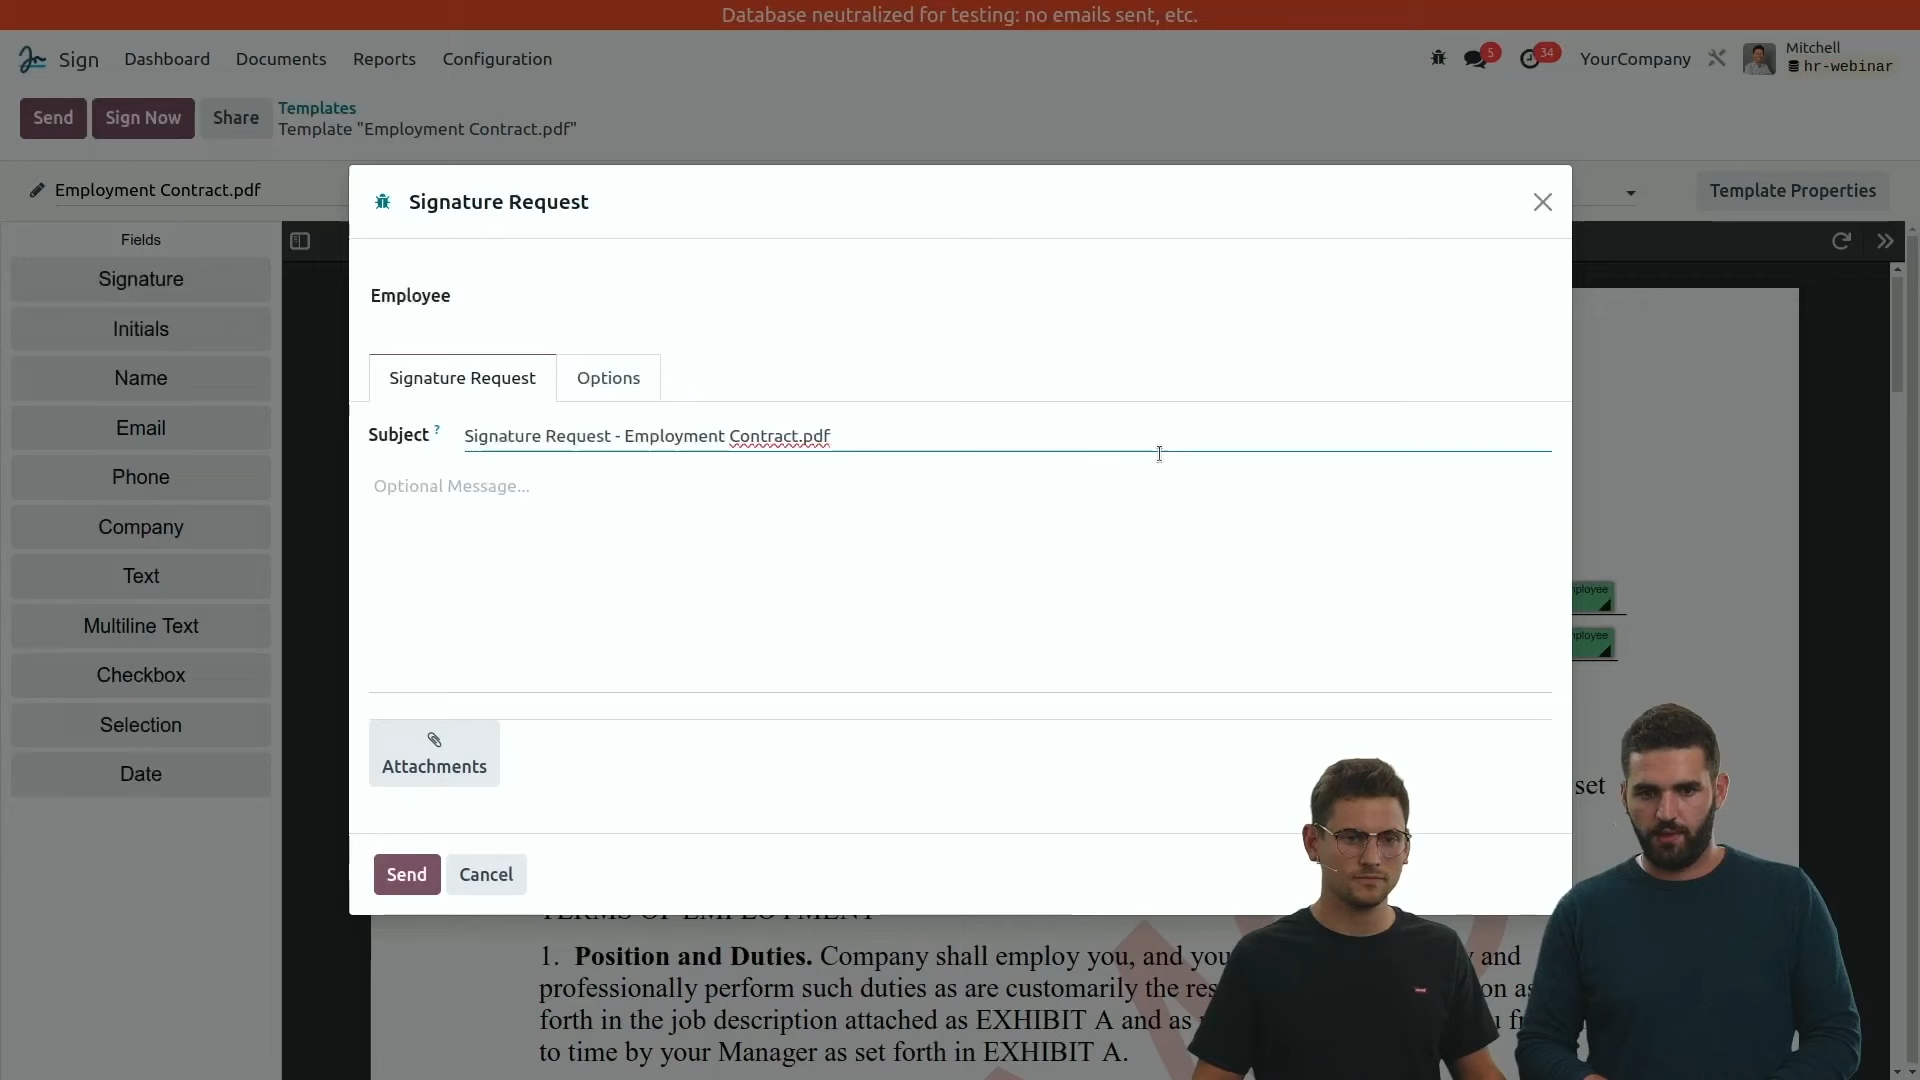 Database neutralized for testing: no emails sent, etc.
Sign Dashboard Documents Reports Configuration
5 34 YourCompany
Mitchell
hr-webinar
Send Sign Now Share
Templates
Template "Employment Contract.pdf"
Employment Contract.pdf
Template Properties
Fields
Signature
Initials
Name
Email
Phone
Company
Text
Multiline Text
Checkbox
Selection
Date
Signature Request
Employee
Signature Request Options
Subject ? Signature Request - Employment Contract.pdf
Optional Message...
Attachments
Send Cancel
set
TERMS OF EMPLOYMENT
1. Position and Duties. Company shall employ you, and you and
professionally perform such duties as are customarily the as
forth in the job description attached as EXHIBIT A and as
to time by your Manager as set forth in EXHIBIT A.